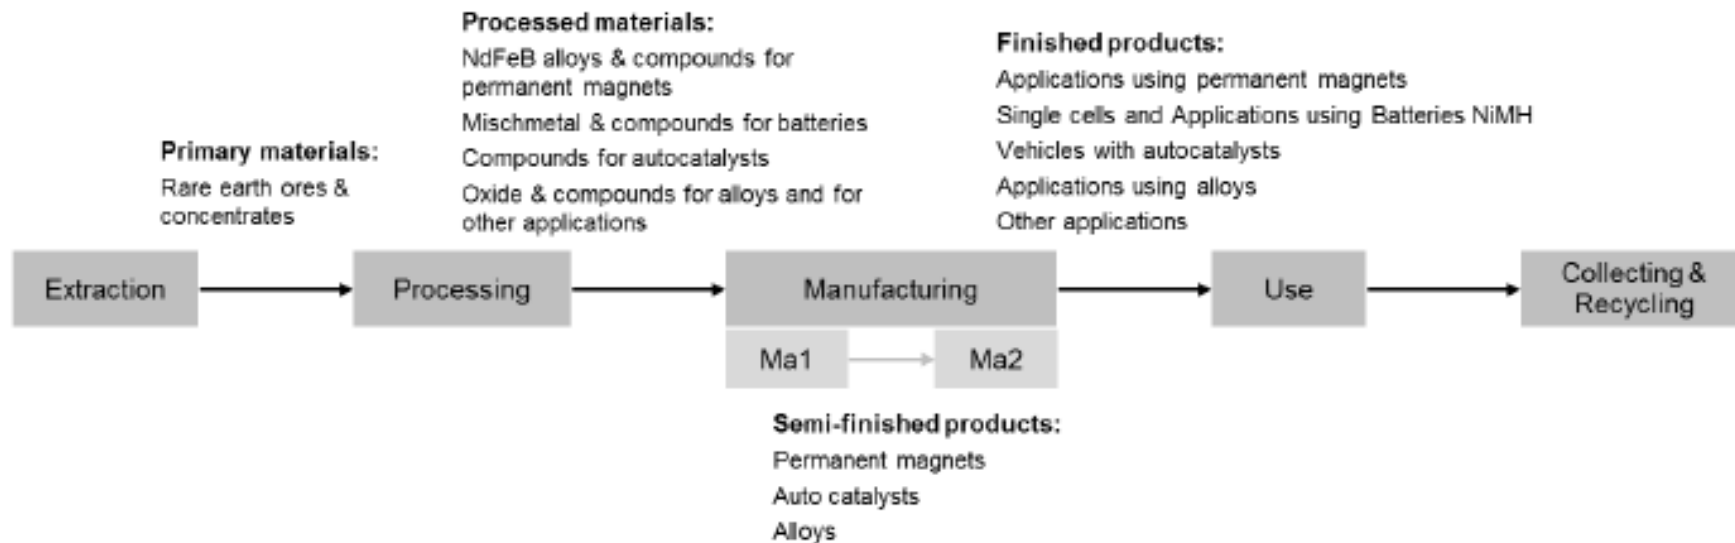 Processed materials:
NdFeB alloys & compounds for
permanent magnets
Mischmetal & compounds for batteries
Compounds for autocatalysts
Oxide & compounds for alloys and for
other applications
Finished products:
Applications using permanent magnets
Single cells and Applications using Batteries NiMH
Vehicles with autocatalysts
Applications using alloys
Other applications
Primary materials:
Rare earth ores &
concentrates
Extraction
Processing
Manufacturing
Use
Collecting &
Recycling
Ma1
Ma2
Semi-finished products:
Permanent magnets
Auto catalysts
Alloys